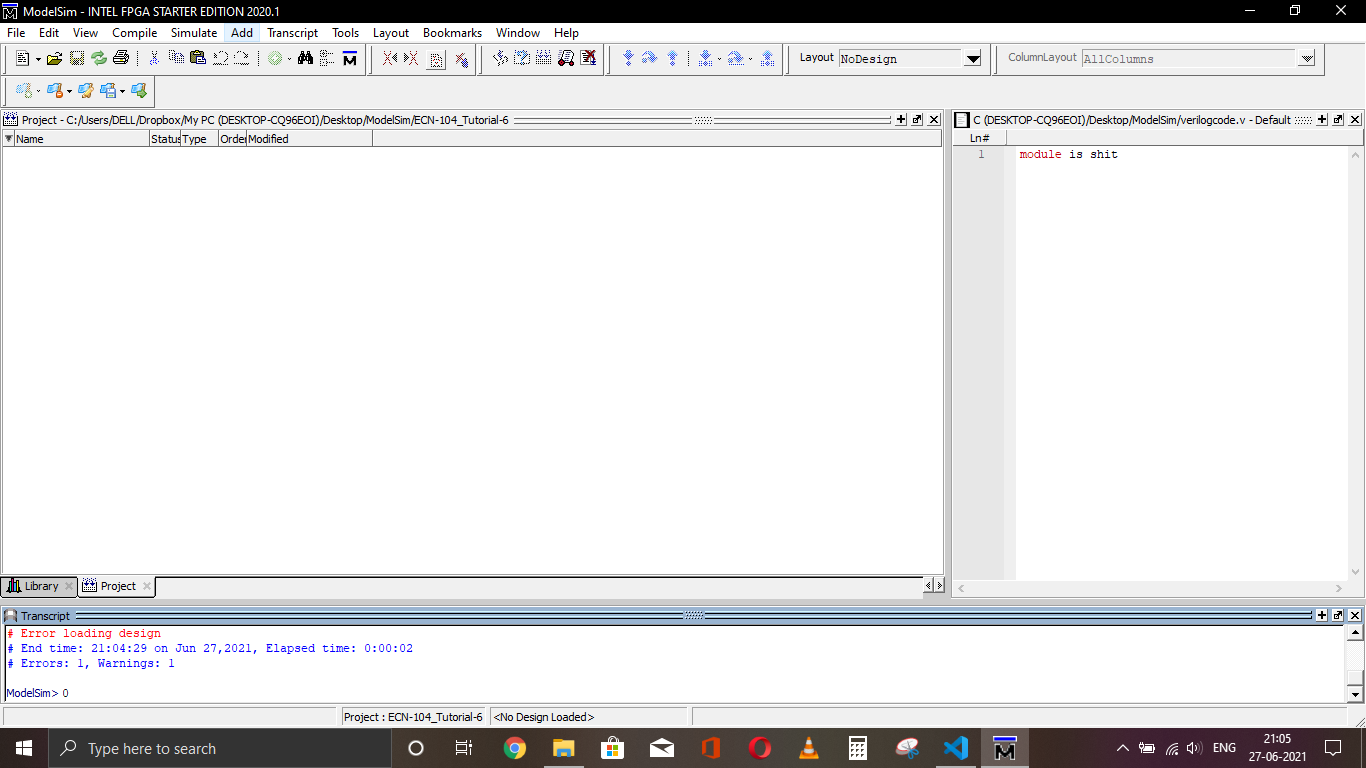 ModelSim - INTEL FPGA STARTER EDITION 2020.1
File Edit View Compile Simulate Add Transcript Tools Layout Bookmarks Window Help
Layout NoDesign ColumnLayout AllColumns
Project - C:/Users/DELL/Dropbox/My PC (DESKTOP-CQ96EOI)/Desktop/ModelSim/ECN-104_Tutorial-6
Name Status Type Order Modified
C (DESKTOP-CQ96EOI)/Desktop/ModelSim/verilogcode.v - Default
Ln#
1 module is shit
Library Project
Transcript
# Error loading design
# End time: 21:04:29 on Jun 27,2021, Elapsed time: 0:00:02
# Errors: 1, Warnings: 1
ModelSim> 0
Project : ECN-104_Tutorial-6 <No Design Loaded>
Type here to search
ENG
21:05
27-06-2021